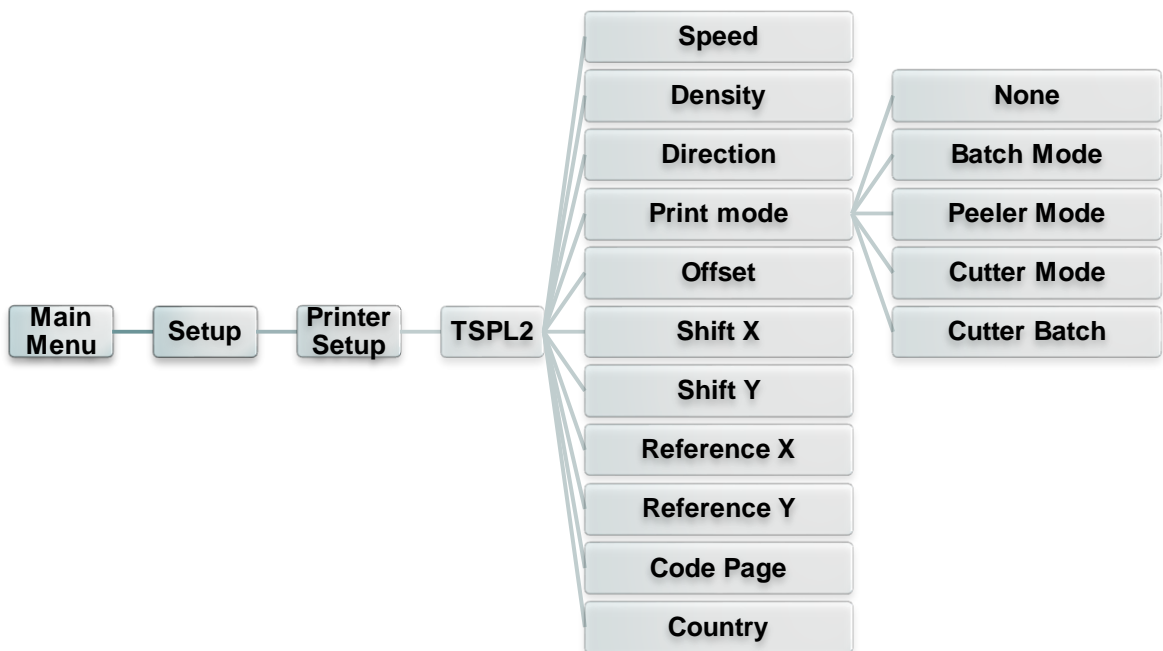 Main
Menu
Setup
Printer
Setup
TSPL2
Speed
Density
Direction
Print mode
Offset
Shift X
Shift Y
Reference X
Reference Y
Code Page
Country
None
Batch Mode
Peeler Mode
Cutter Mode
Cutter Batch